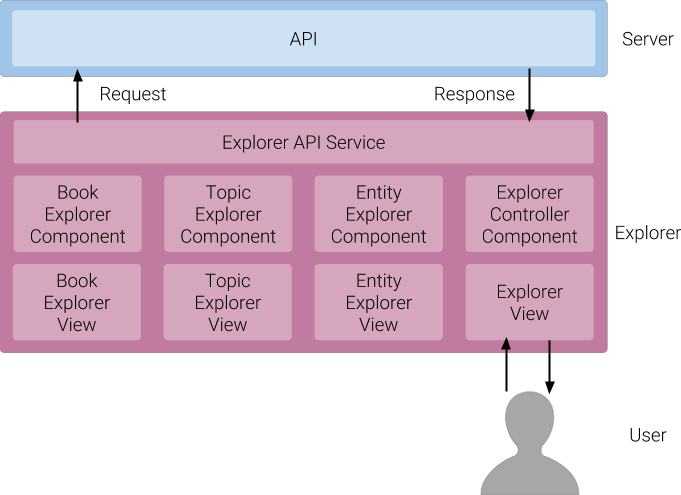 API
Server
Request
Response
Explorer API Service
Book
Explorer
Component
Topic
Explorer
Component
Entity
Explorer
Component
Explorer
Controller
Component
Explorer
Book
Explorer
View
Topic
Explorer
View
Entity
Explorer
View
Explorer
View
User